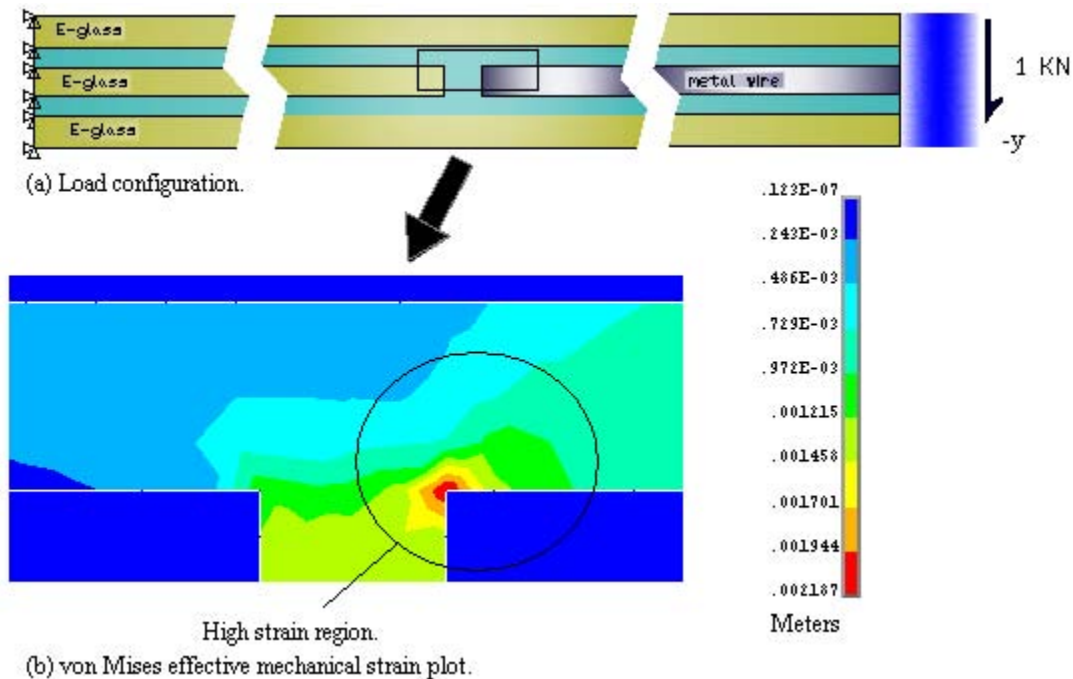 E-glass
E-glass
metal wire
E-glass
1 KN
-y
(a) Load configuration.
.123E-07
.243E-03
.486E-03
.729E-03
.972E-03
.001215
.001458
.001701
.001944
.002187
Meters
High strain region.
(b) von Mises effective mechanical strain plot.